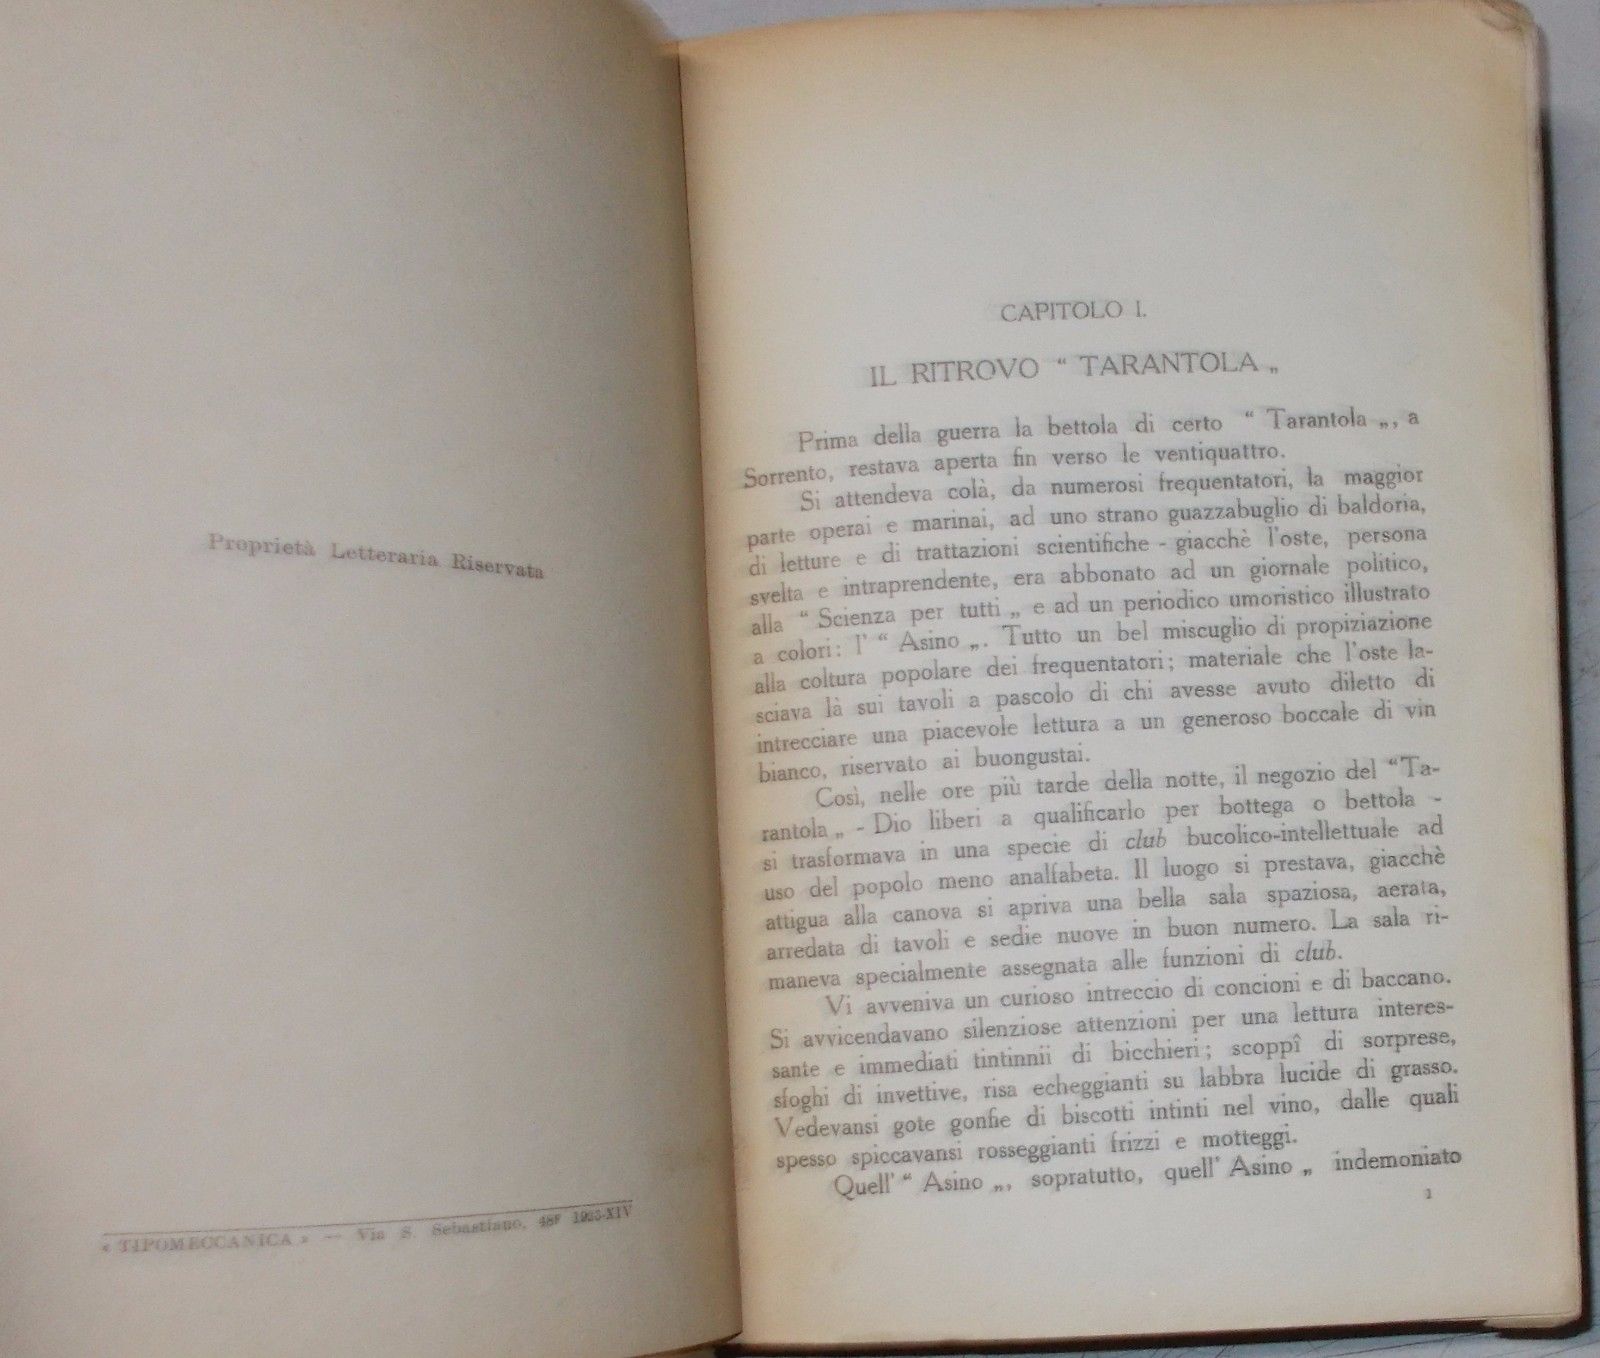 Proprietà Letteraria Riservata
« TIPOMECCANICA » — Via S. Sebastiano, 48F 1935-XIV
CAPITOLO I.
IL RITROVO “ TARANTOLA „
Prima della guerra la bettola di certo “ Tarantola „, a
Sorrento, restava aperta fin verso le ventiquattro.
Si attendeva colà, da numerosi frequentatori, la maggior
parte operai e marinai, ad uno strano guazzabuglio di baldoria,
di letture e di trattazioni scientifiche - giacchè l'oste, persona
svelta e intraprendente, era abbonato ad un giornale politico,
alla “ Scienza per tutti „ e ad un periodico umoristico illustrato
a colori: l' “ Asino „. Tutto un bel miscuglio di propiziazione
alla coltura popolare dei frequentatori; materiale che l'oste la-
sciava là sui tavoli a pascolo di chi avesse avuto diletto di
intrecciare una piacevole lettura a un generoso boccale di vin
bianco, riservato ai buongustai.
Così, nelle ore più tarde della notte, il negozio del “Ta-
rantola „ - Dio liberi a qualificarlo per bottega o bettola -
si trasformava in una specie di club bucolico-intellettuale ad
uso del popolo meno analfabeta. Il luogo si prestava, giacchè
attigua alla canova si apriva una bella sala spaziosa, aerata,
arredata di tavoli e sedie nuove in buon numero. La sala ri-
maneva specialmente assegnata alle funzioni di club.
Vi avveniva un curioso intreccio di concioni e di baccano.
Si avvicendavano silenziose attenzioni per una lettura interes-
sante e immediati tintinnii di bicchieri; scoppî di sorprese,
sfoghi di invettive, risa echeggianti su labbra lucide di grasso.
Vedevansi gote gonfie di biscotti intinti nel vino, dalle quali
spesso spiccavansi rosseggianti frizzi e motteggi.
Quell' “ Asino „, sopratutto, quell' Asino „ indemoniato
1